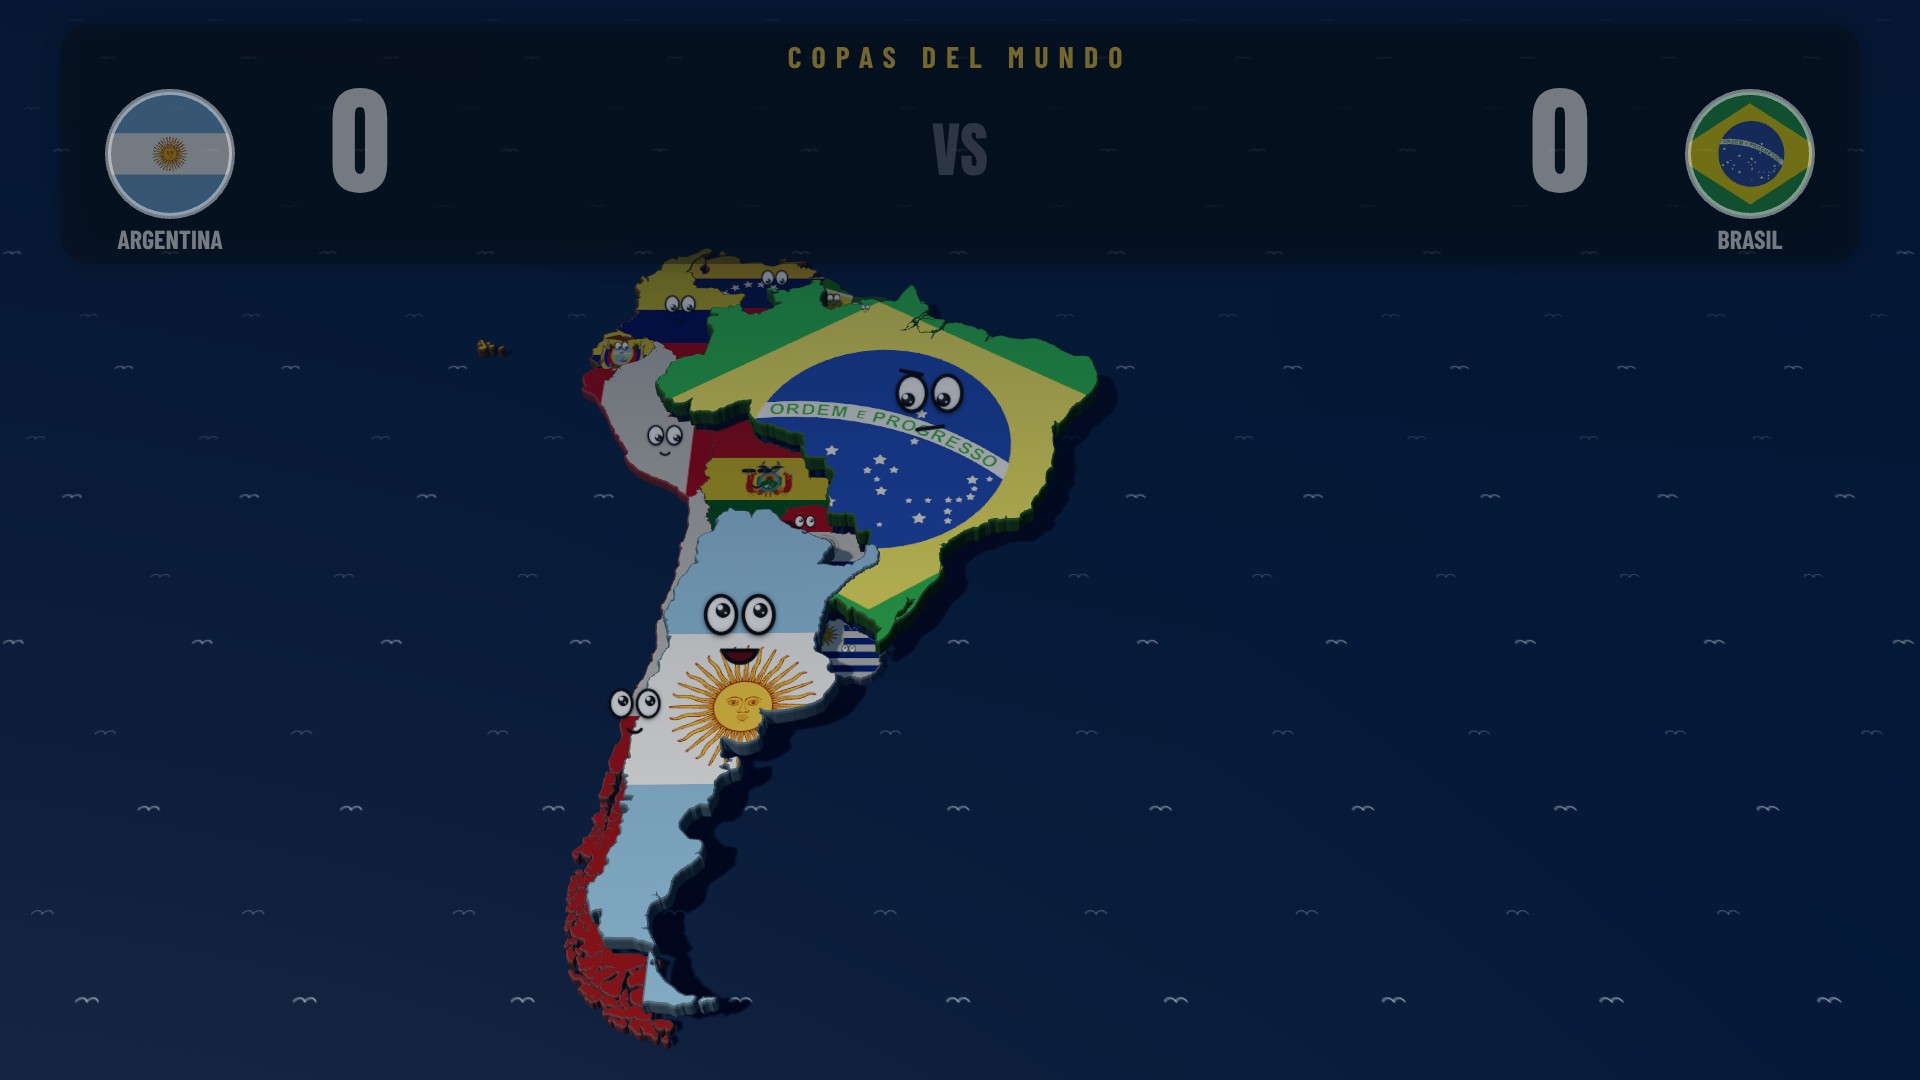 COPAS DEL MUNDO
0
VS
0
ARGENTINA
BRASIL
ORDEM E PROGRESSO